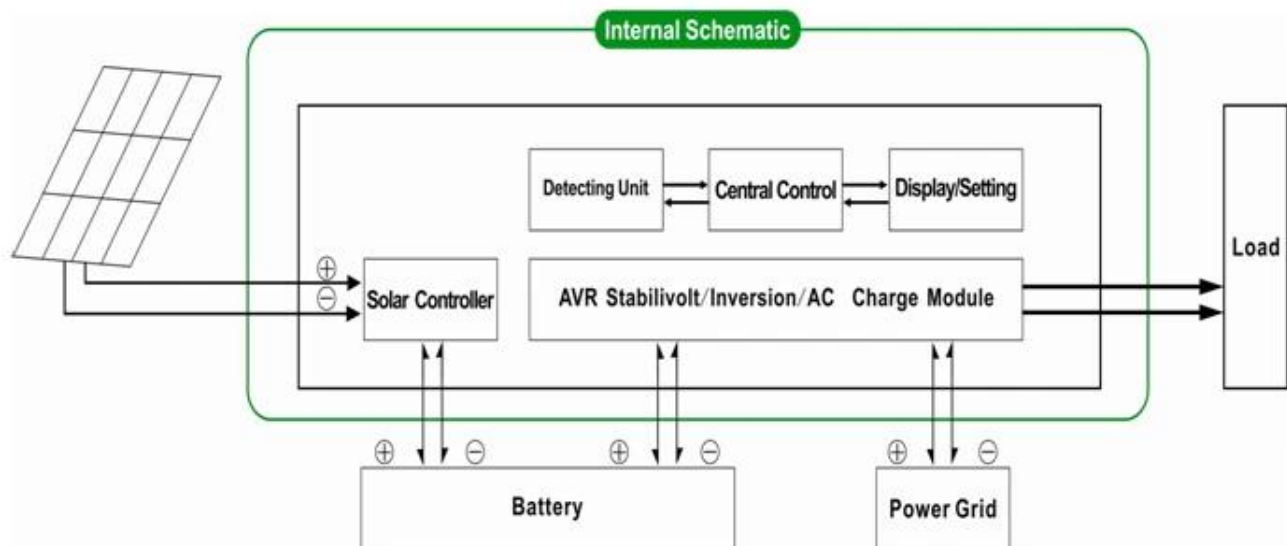 Internal Schematic
Detecting Unit
Central Control
Display/Setting
Load
⊕
⊖
Solar Controller
AVR Stabilivolt/Inversion/AC Charge Module
⊕ ⊖ ⊕ ⊖ ⊕ ⊖
Battery
Power Grid